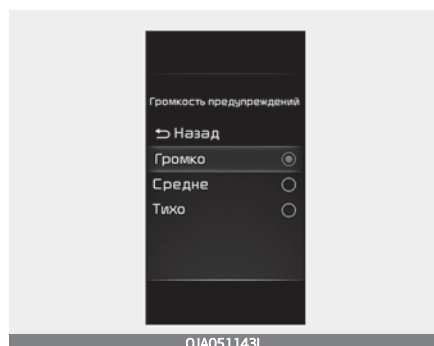 Громкость предупреждений
Назад
Громко
Средне
Тихо
OJA051143L